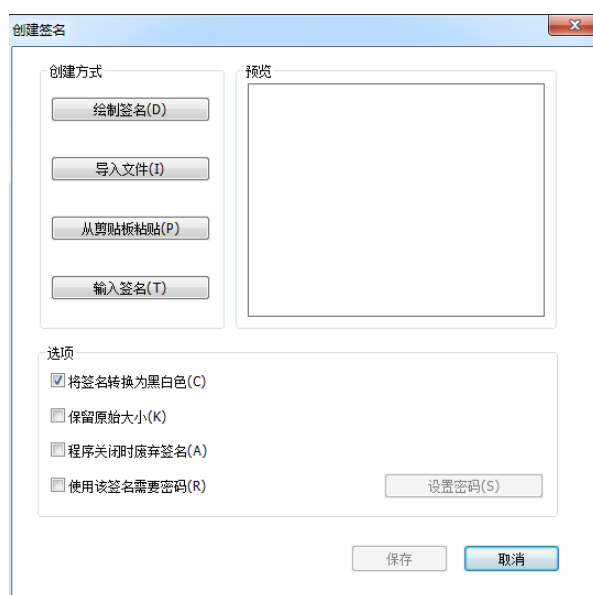 创建签名
创建方式
预览
绘制签名(D)
导入文件(I)
从剪贴板粘贴(P)
输入签名(T)
选项
将签名转换为黑白色(C)
保留原始大小(K)
程序关闭时废弃签名(A)
使用该签名需要密码(R)
设置密码(S)
保存
取消